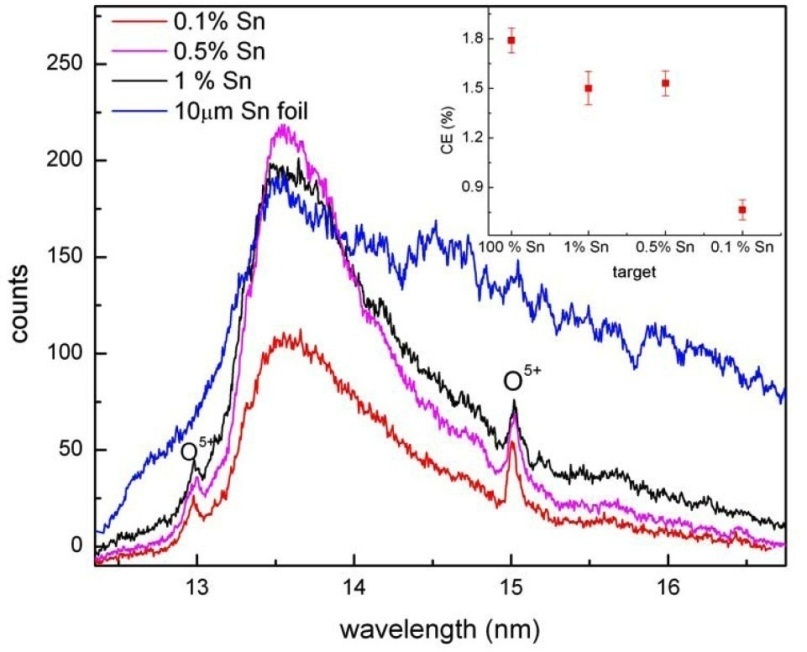 0.1% Sn
0.5% Sn
1 % Sn
10μm Sn foil
250
200
150
100
50
0
counts
13
14
15
16
wavelength (nm)
O⁵⁺
O⁵⁺
1.8
1.5
1.2
0.9
CE (%)
100 % Sn
1% Sn
0.5% Sn
0.1 % Sn
target